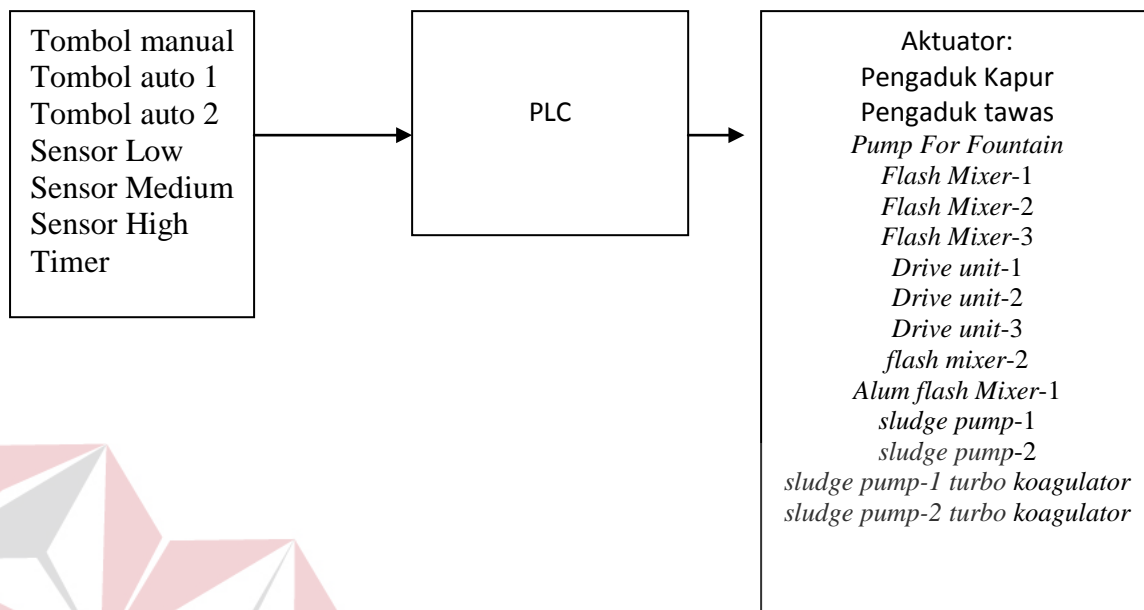 Tombol manual
Tombol auto 1
Tombol auto 2
Sensor Low
Sensor Medium
Sensor High
Timer
PLC
Aktuator:
Pengaduk Kapur
Pengaduk tawas
Pump For Fountain
Flash Mixer-1
Flash Mixer-2
Flash Mixer-3
Drive unit-1
Drive unit-2
Drive unit-3
flash mixer-2
Alum flash Mixer-1
sludge pump-1
sludge pump-2
sludge pump-1 turbo koagulator
sludge pump-2 turbo koagulator